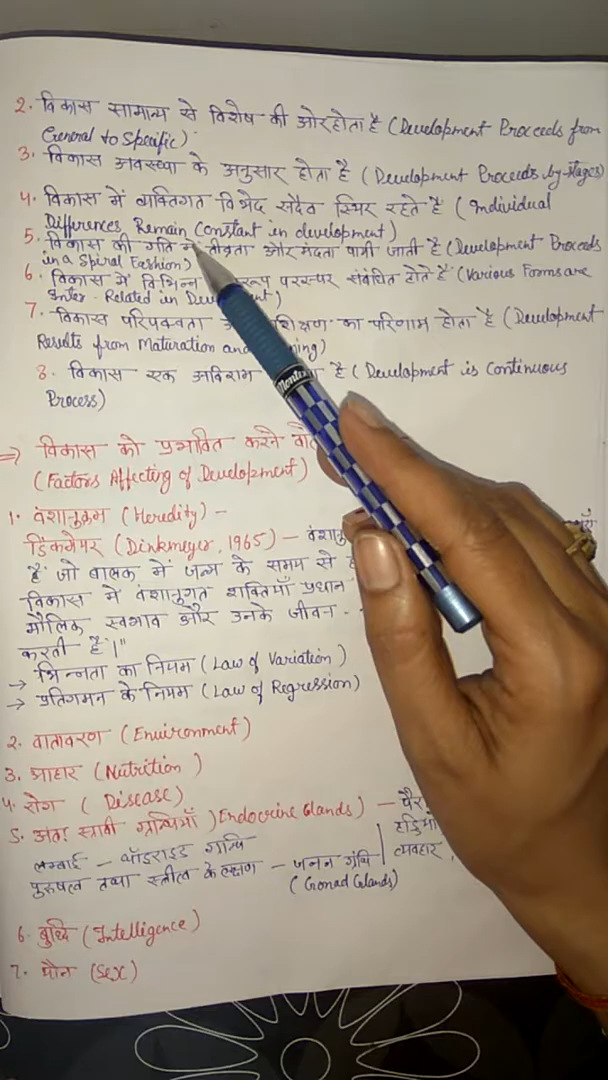 2. विकास सामान्य से विशेष की ओर होता है (Development Proceeds from
General to Specific)
3. विकास अवस्था के अनुसार होता है (Development Proceeds by Stages)
4. विकास में व्यक्तिगत विभेद सदैव स्थिर रहते है (Individual
Differences Remain Constant in development)
5. विकास की गति में तीव्रता और मंदता पायी जाती है (Development Proceeds
in a Spiral Fashion)
6. विकास में विभिन्न परस्पर संबंधित होते है (Various Forms are
Inter-Related in
7. विकास परिपक्वता का परिणाम होता है (Development
Results from Maturation and
8. विकास एक अविराम है (Development is Continuous
Process)
⇒ विकास को प्रभावित करने
(Factors Affecting of Development)
1. वंशानुक्रम (Heredity) -
डिंकमेयर, (Dinkmeyer, 1965) -
है जो बालक में जन्म के समय से
विकास में वंशानुगत शक्तियाँ प्रधान
मौलिक स्वभाव और उनके जीवन -
करती है।"
→ भिन्नता का नियम (Law of Variation)
→ प्रतिगमन के नियम (Law of Regression)
2. वातावरण (Environment)
3. आहार (Nutrition)
4. रोग (Disease)
5. अंतः स्रावी ग्रन्थियाँ) Endocrine Glands) -
लम्बाई - थॉइराइड ग्रन्थि
व्यवहार,
पुरुषत्व तथा स्त्रीत्व के लक्षण - जनन ग्रंथि
(Gonad Glands)
6. बुध्दि (Intelligence)
7. यौन (Sex)